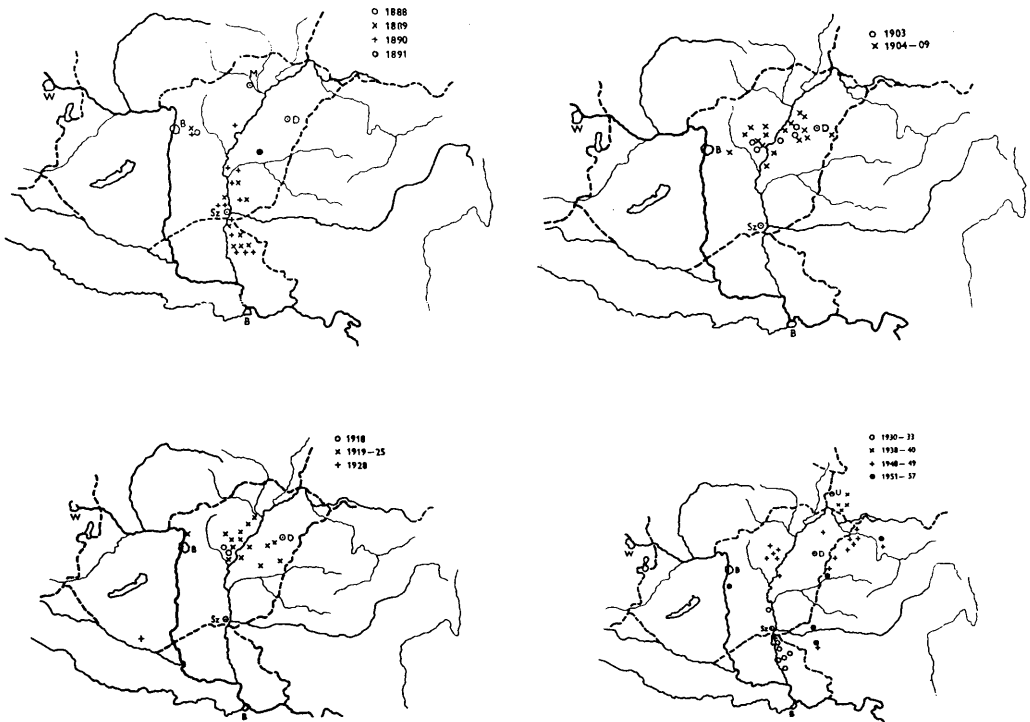 ○ 1888
× 1889
+ 1890
○ 1891
M
W
B
D
Sz
B
○ 1903
× 1904–09
W
B
D
Sz
B
○ 1918
× 1919–25
+ 1928
W
B
D
Sz
B
○ 1930–33
× 1938–40
+ 1948–49
● 1951–57
U
W
B
D
Sz
B